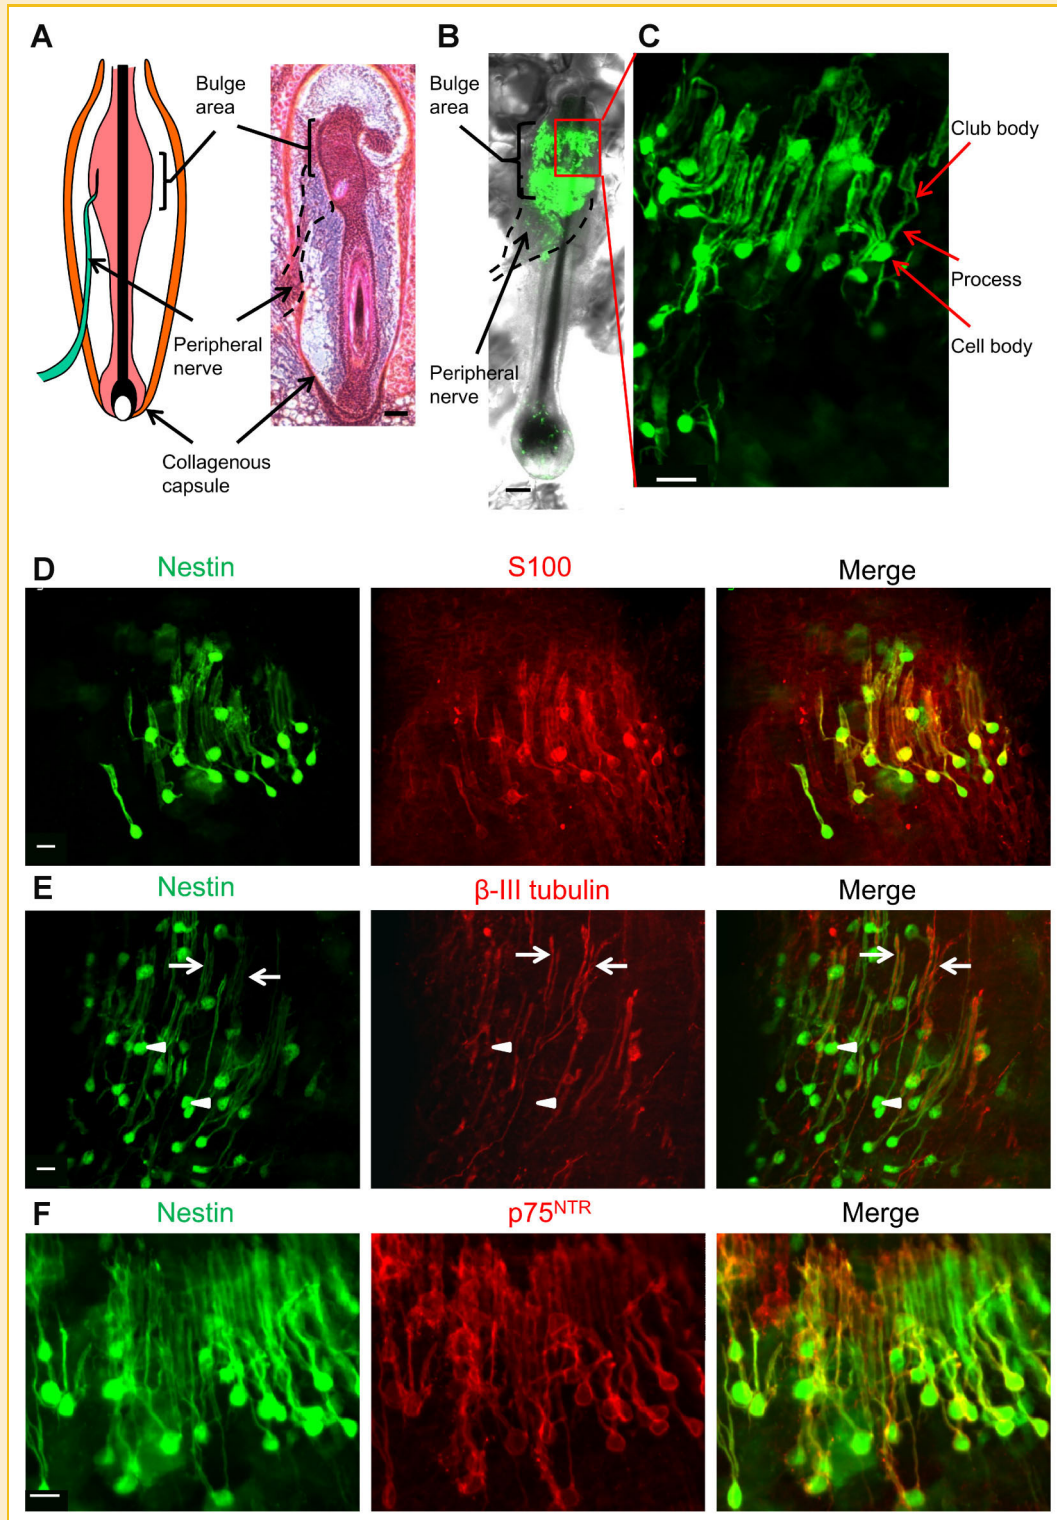 A
B
C
Bulge
area
Bulge
area
Club body
Process
Cell body
Peripheral
nerve
Peripheral
nerve
Collagenous
capsule
D
Nestin
S100
Merge
E
Nestin
β-III tubulin
Merge
F
Nestin
p75NTR
Merge